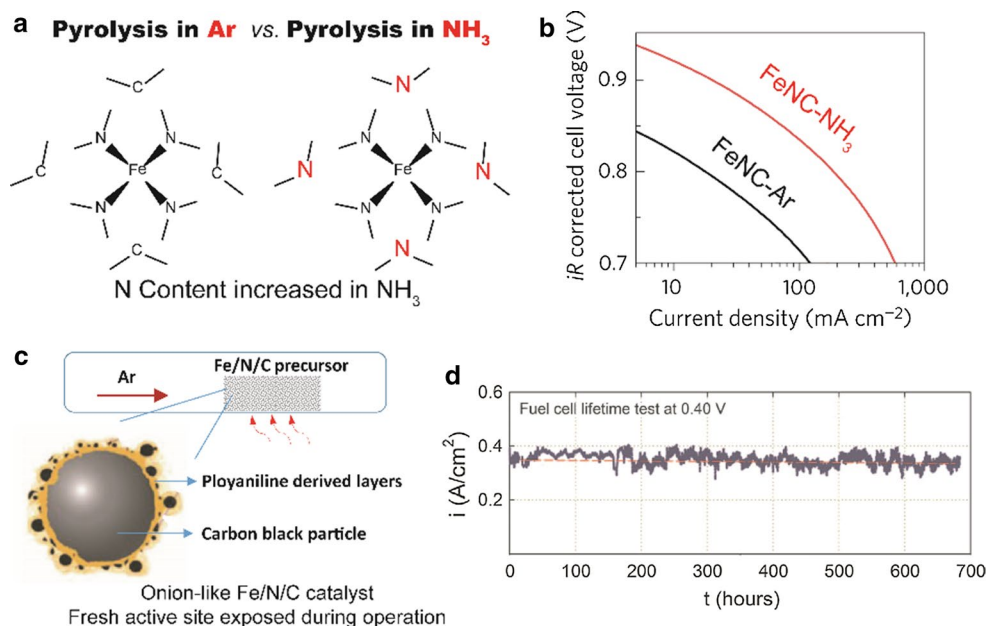 a
Pyrolysis in Ar vs. Pyrolysis in NH₃
C
C
C
C
N
N
N
N
Fe
N
N
N
N
N
N
N
N
Fe
N Content increased in NH₃
b
iR corrected cell voltage (V)
0.9
0.8
0.7
FeNC-NH₃
FeNC-Ar
10
100
1,000
Current density (mA cm⁻²)
c
Ar
Fe/N/C precursor
Ployaniline derived layers
Carbon black particle
Onion-like Fe/N/C catalyst
Fresh active site exposed during operation
d
Fuel cell lifetime test at 0.40 V
i (A/cm²)
0.6
0.4
0.2
0
100
200
300
400
500
600
700
t (hours)